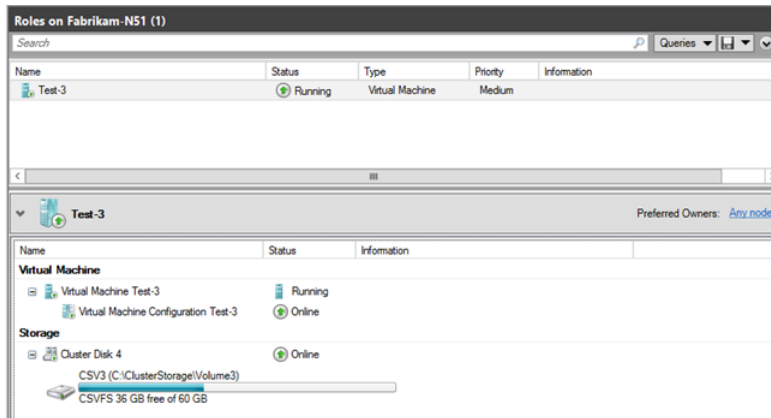 Roles on Fabrikam-N51 (1)
Search Queries
Name Status Type Priority Information
Test-3 Running Virtual Machine Medium
Test-3 Preferred Owners: Any node
Name Status Information
Virtual Machine
Virtual Machine Test-3 Running
Virtual Machine Configuration Test-3 Online
Storage
Cluster Disk 4 Online
CSV3 (C:\ClusterStorage\Volume3)
CSVFS 36 GB free of 60 GB